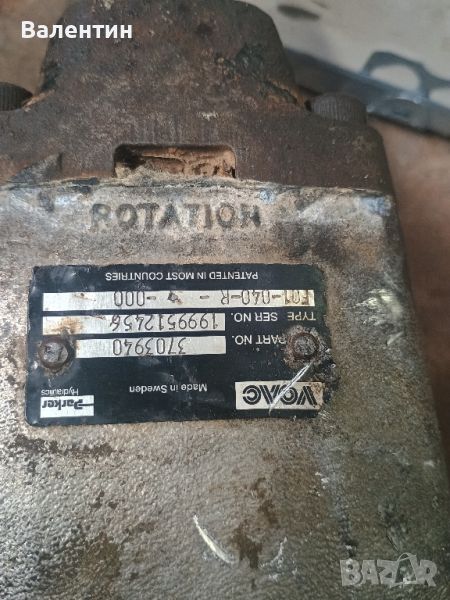 Валентин
ROTATION
VOAC
Parker
Hydraulics
Made in Sweden
PART NO. 3703940
SER NO. 1999512456
TYPE F01-040-R - -000
PATENTED IN MOST COUNTRIES
BAZAR